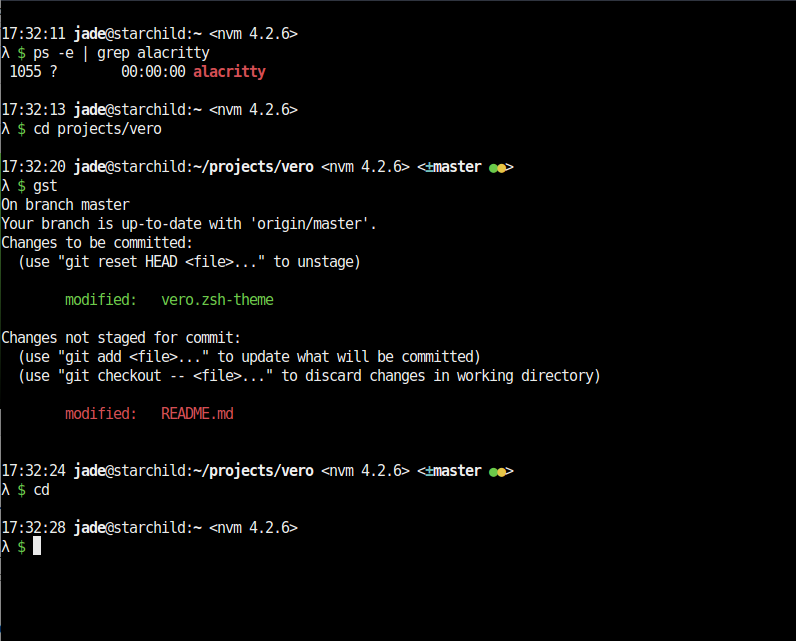 17:32:11 jade@starchild:~ <nvm 4.2.6>
λ $ ps -e | grep alacritty
 1055 ?        00:00:00 alacritty

17:32:13 jade@starchild:~ <nvm 4.2.6>
λ $ cd projects/vero

17:32:20 jade@starchild:~/projects/vero <nvm 4.2.6> <±master ●●>
λ $ gst
On branch master
Your branch is up-to-date with 'origin/master'.
Changes to be committed:
  (use "git reset HEAD <file>..." to unstage)

        modified:   vero.zsh-theme

Changes not staged for commit:
  (use "git add <file>..." to update what will be committed)
  (use "git checkout -- <file>..." to discard changes in working directory)

        modified:   README.md

17:32:24 jade@starchild:~/projects/vero <nvm 4.2.6> <±master ●●>
λ $ cd

17:32:28 jade@starchild:~ <nvm 4.2.6>
λ $